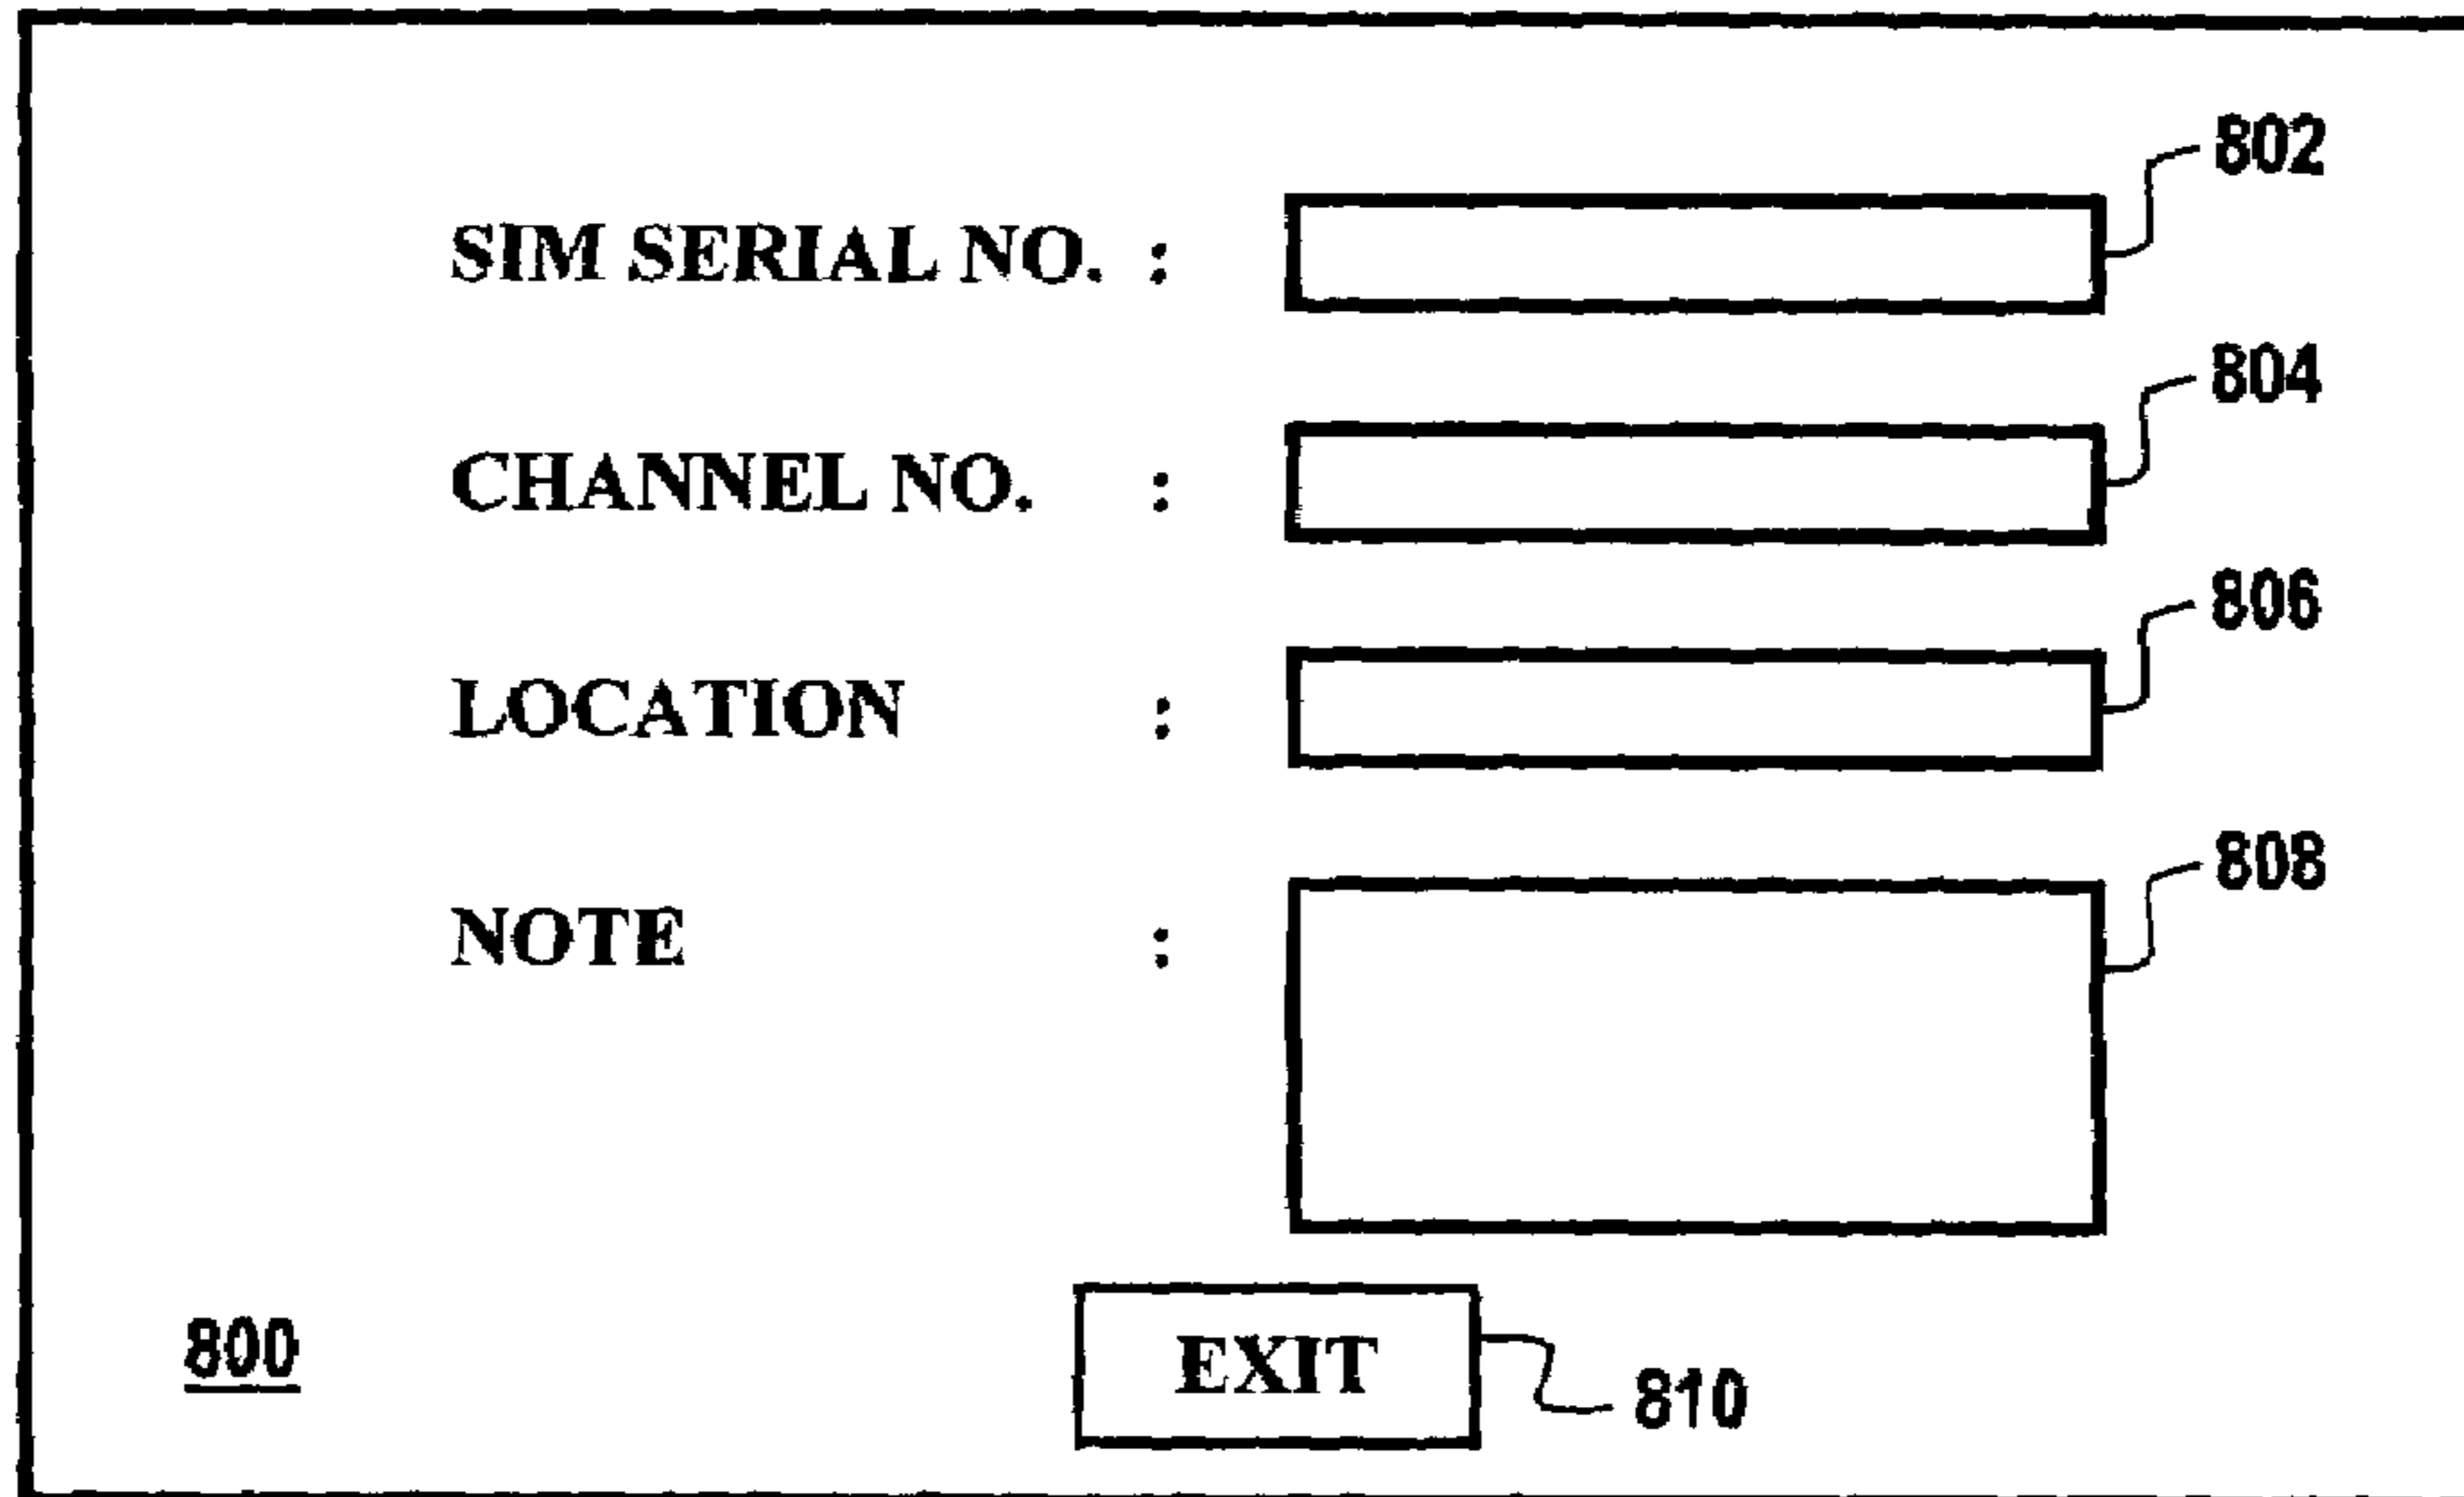 802
SIM SERIAL NO. :
804
CHANNEL NO. :
806
LOCATION :
808
NOTE :
800
EXIT
810